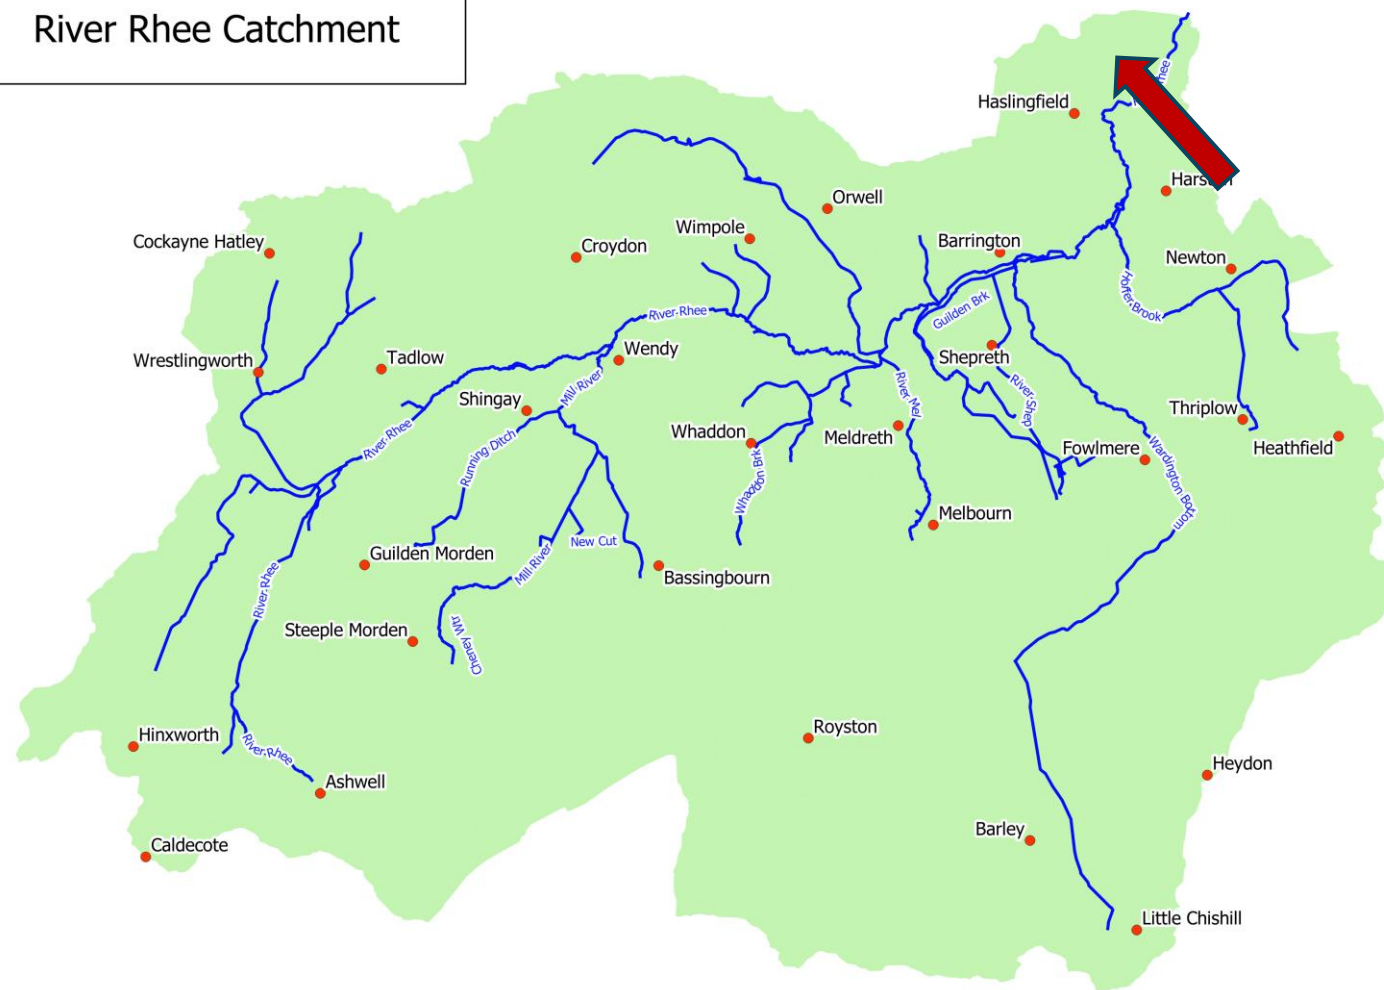 River Rhee Catchment
Haslingfield
Orwell
Wimpole
Cockayne Hatley
Croydon
Barrington
Newton
Hoffer Brook
Guilden Brk
River Rhee
Wendy
Tadlow
Wrestlingworth
Shepreth
Mill River
Shingay
River Mel
River Shep
Thriplow
Whaddon
Meldreth
River Rhee
Running Ditch
Fowlmere
Heathfield
Whaddon Brk
Wardington Bottom
Melbourn
New Cut
Guilden Morden
Mill River
Bassingbourn
River Rhee
Steeple Morden
Cheney Wtr
Hinxworth
River Rhee
Royston
Heydon
Ashwell
Barley
Caldecote
Little Chishill